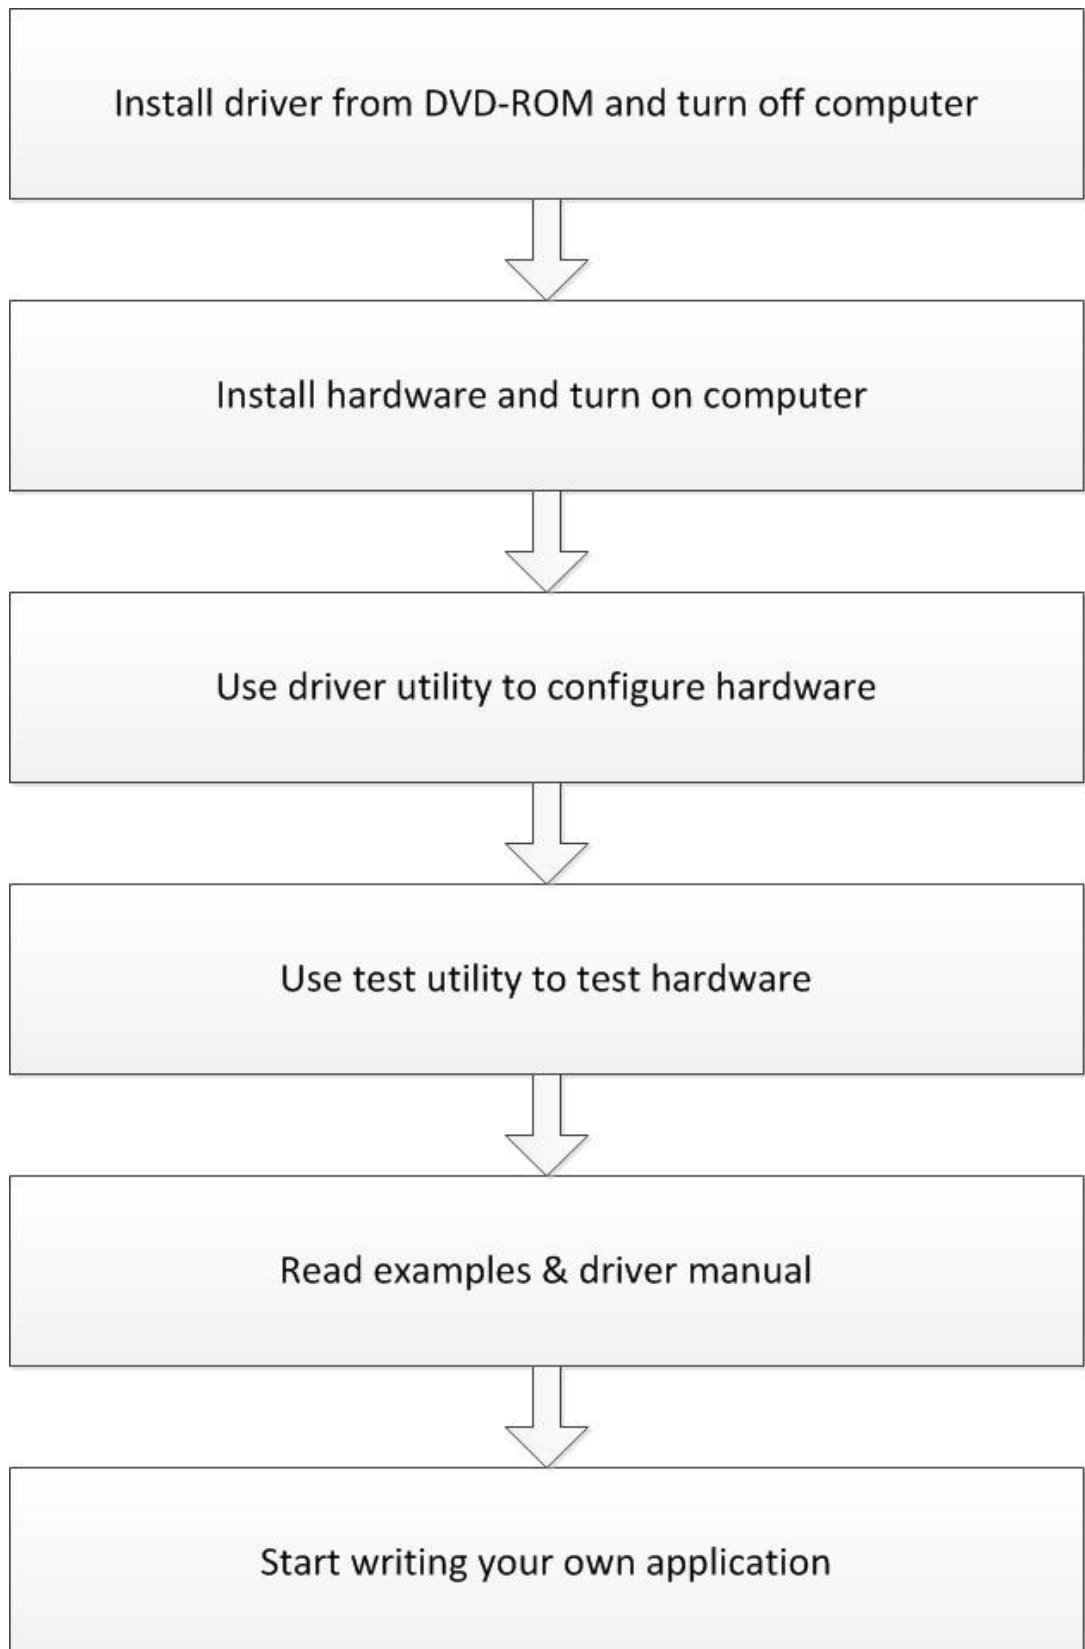 Install driver from DVD-ROM and turn off computer
Install hardware and turn on computer
Use driver utility to configure hardware
Use test utility to test hardware
Read examples & driver manual
Start writing your own application